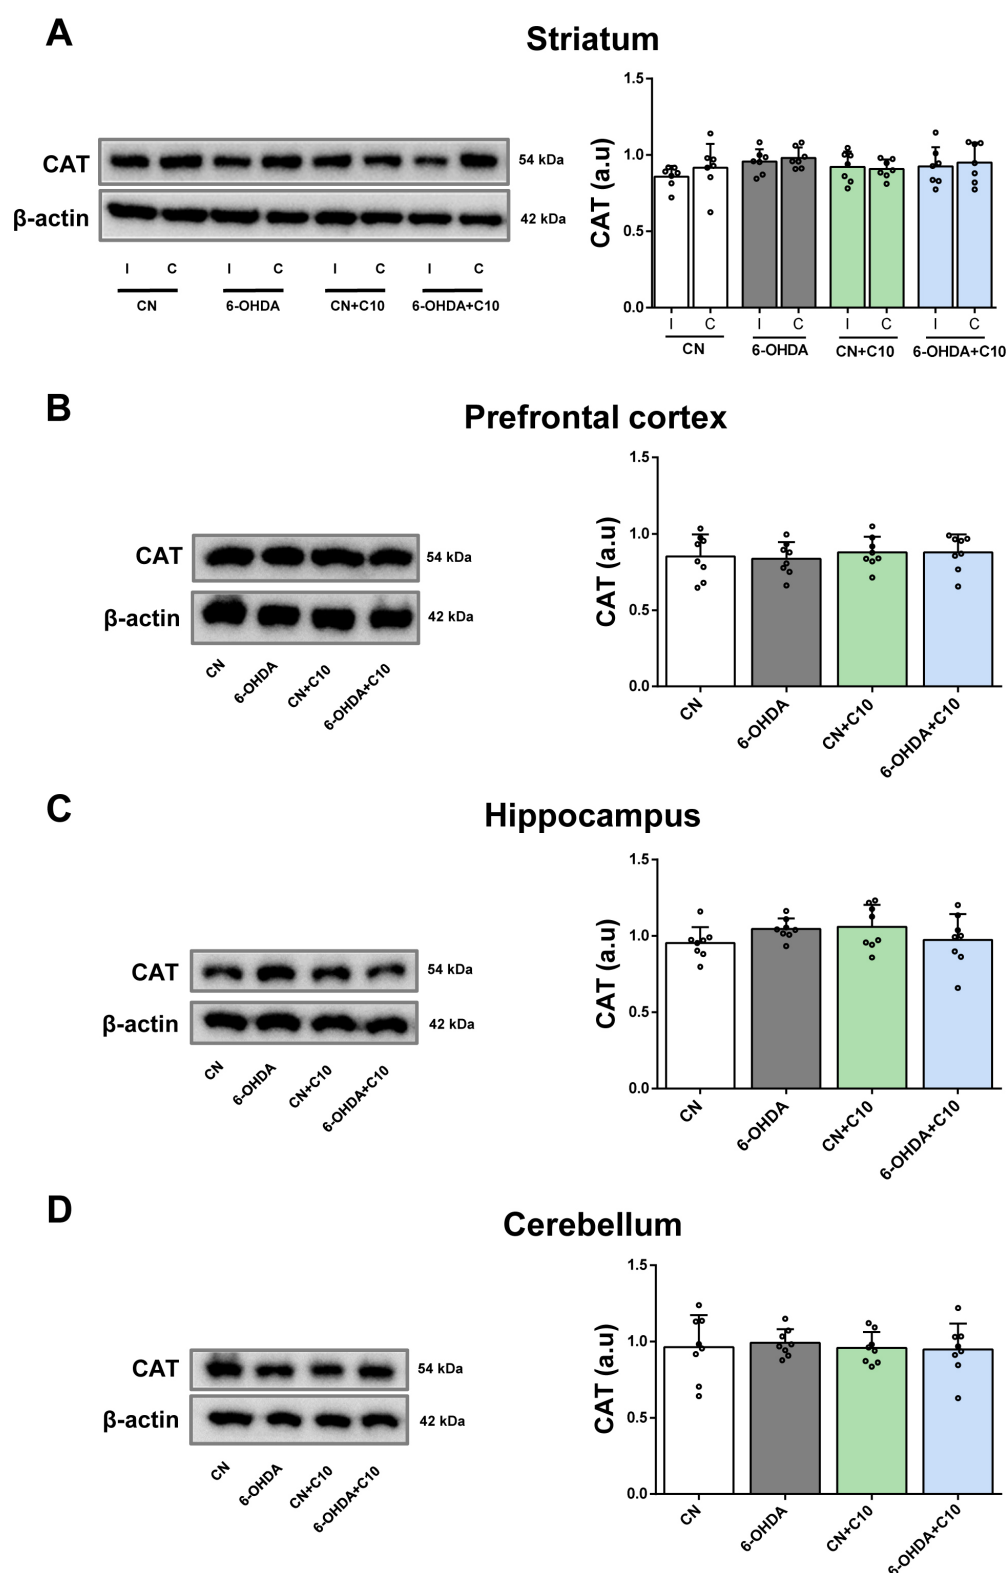 A
Striatum
CAT
54 kDa
β-actin
42 kDa
I C I C I C I C
CN 6-OHDA CN+C10 6-OHDA+C10
CAT (a.u)
1.5
1.0
0.5
0.0
I C I C I C I C
CN 6-OHDA CN+C10 6-OHDA+C10
B
Prefrontal cortex
CAT
54 kDa
β-actin
42 kDa
CN 6-OHDA CN+C10 6-OHDA+C10
CAT (a.u)
1.5
1.0
0.5
0.0
CN 6-OHDA CN+C10 6-OHDA+C10
C
Hippocampus
CAT
54 kDa
β-actin
42 kDa
CN 6-OHDA CN+C10 6-OHDA+C10
CAT (a.u)
1.5
1.0
0.5
0.0
CN 6-OHDA CN+C10 6-OHDA+C10
D
Cerebellum
CAT
54 kDa
β-actin
42 kDa
CN 6-OHDA CN+C10 6-OHDA+C10
CAT (a.u)
1.5
1.0
0.5
0.0
CN 6-OHDA CN+C10 6-OHDA+C10